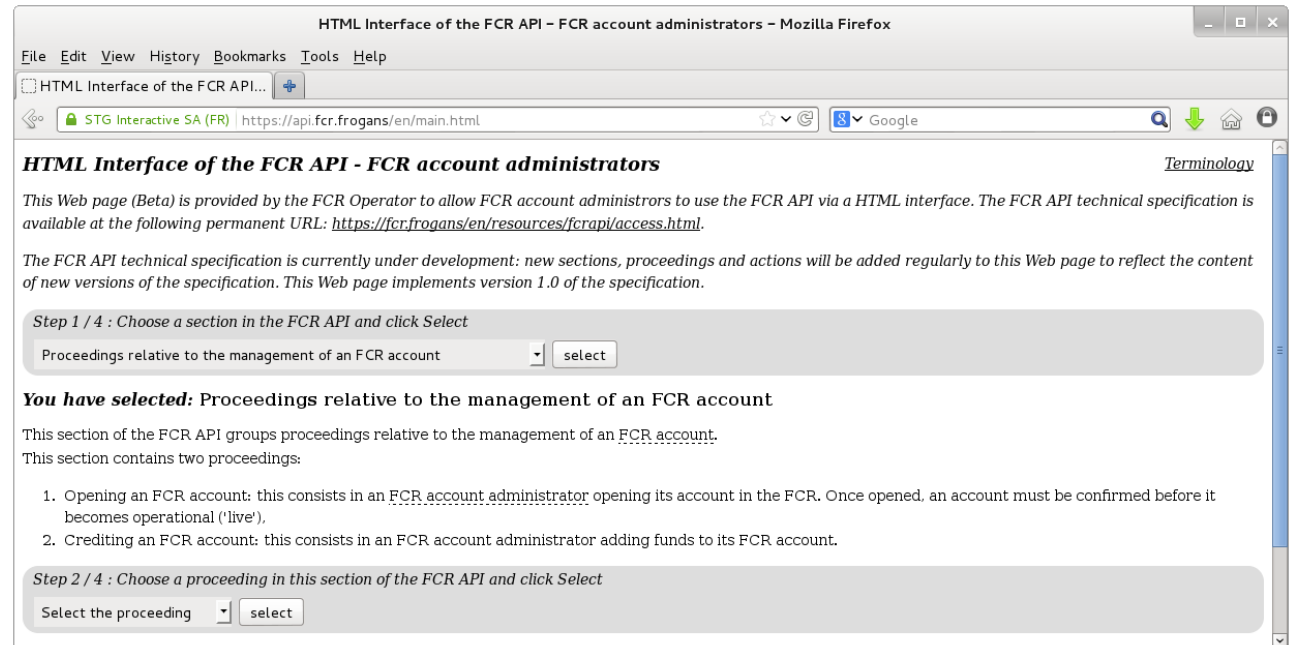 HTML Interface of the FCR API – FCR account administrators – Mozilla Firefox
File Edit View History Bookmarks Tools Help
HTML Interface of the FCR API...
STG Interactive SA (FR) https://api.fcr.frogans/en/main.html
8 Google
HTML Interface of the FCR API - FCR account administrators
Terminology
This Web page (Beta) is provided by the FCR Operator to allow FCR account administrors to use the FCR API via a HTML interface. The FCR API technical specification is
available at the following permanent URL: https://fcr.frogans/en/resources/fcrapi/access.html.
The FCR API technical specification is currently under development: new sections, proceedings and actions will be added regularly to this Web page to reflect the content
of new versions of the specification. This Web page implements version 1.0 of the specification.
Step 1 / 4 : Choose a section in the FCR API and click Select
Proceedings relative to the management of an FCR account select
You have selected: Proceedings relative to the management of an FCR account
This section of the FCR API groups proceedings relative to the management of an FCR account.
This section contains two proceedings:
1. Opening an FCR account: this consists in an FCR account administrator opening its account in the FCR. Once opened, an account must be confirmed before it
becomes operational ('live'),
2. Crediting an FCR account: this consists in an FCR account administrator adding funds to its FCR account.
Step 2 / 4 : Choose a proceeding in this section of the FCR API and click Select
Select the proceeding select